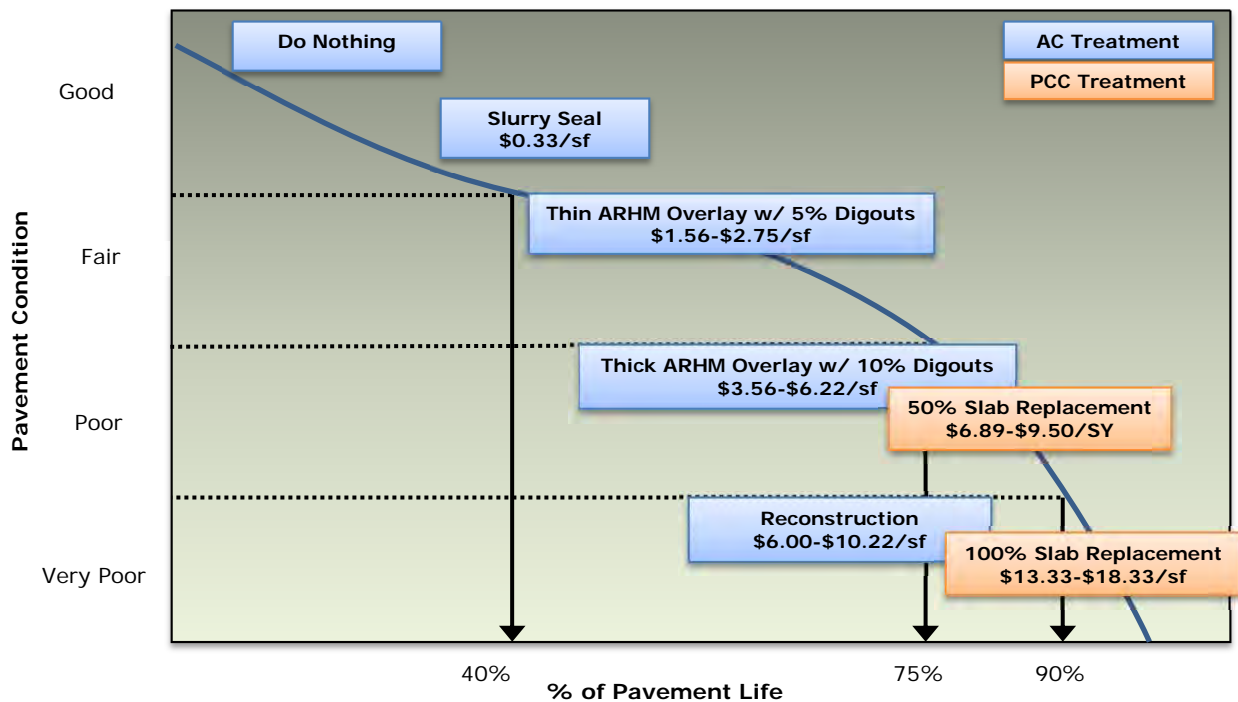 Do Nothing
AC Treatment
PCC Treatment
Good
Slurry Seal
$0.33/sf
Thin ARHM Overlay w/ 5% Digouts
$1.56-$2.75/sf
Fair
Pavement Condition
Thick ARHM Overlay w/ 10% Digouts
$3.56-$6.22/sf
50% Slab Replacement
$6.89-$9.50/SY
Poor
Reconstruction
$6.00-$10.22/sf
100% Slab Replacement
$13.33-$18.33/sf
Very Poor
40%
75%
90%
% of Pavement Life